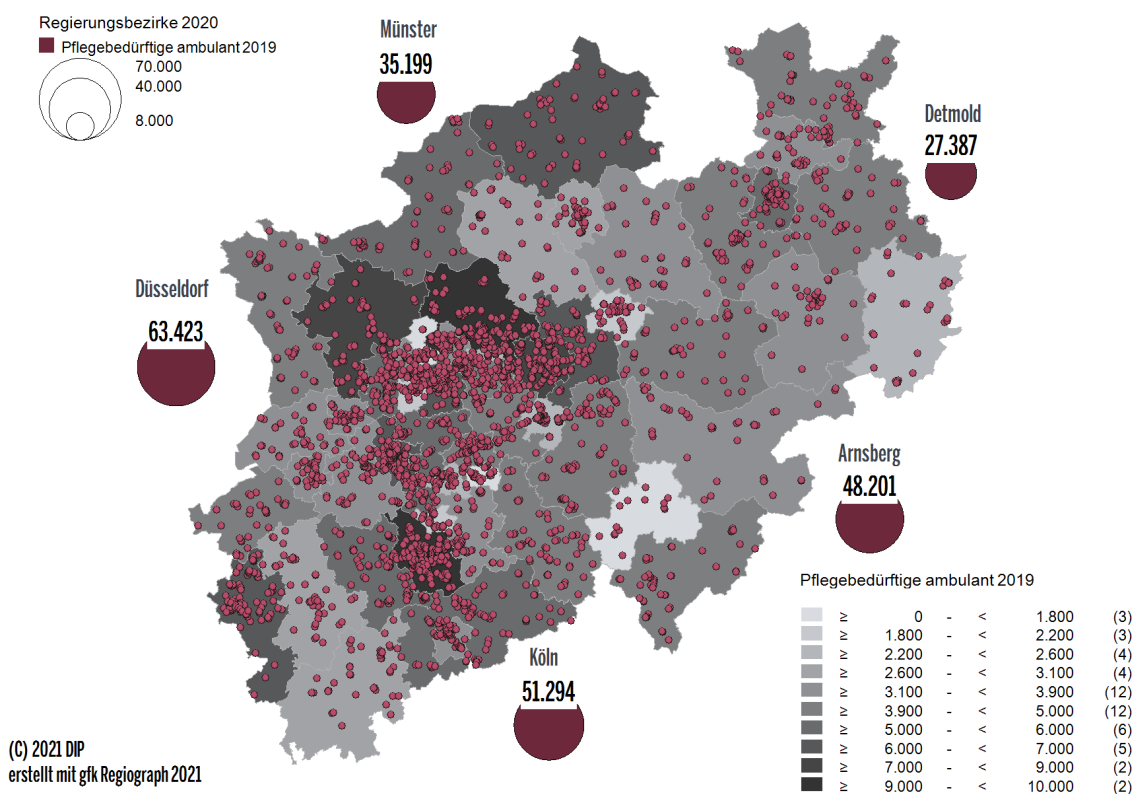 Regierungsbezirke 2020
Pflegebedürftige ambulant 2019
70.000
40.000
8.000
Münster
35.199
Detmold
27.387
Düsseldorf
63.423
Arnsberg
48.201
Köln
51.294
Pflegebedürftige ambulant 2019
≥ 0 - < 1.800 (3)
≥ 1.800 - < 2.200 (3)
≥ 2.200 - < 2.600 (4)
≥ 2.600 - < 3.100 (4)
≥ 3.100 - < 3.900 (12)
≥ 3.900 - < 5.000 (12)
≥ 5.000 - < 6.000 (6)
≥ 6.000 - < 7.000 (5)
≥ 7.000 - < 9.000 (2)
≥ 9.000 - < 10.000 (2)
(C) 2021 DIP
erstellt mit gfk Regiograph 2021